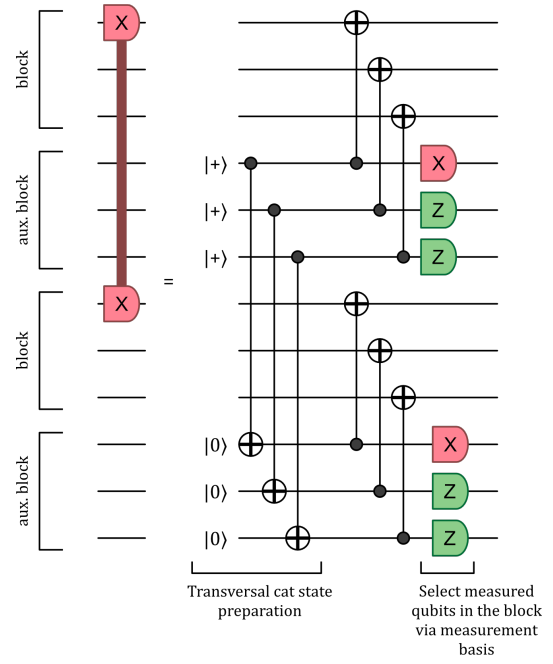 X
block
|+⟩
X
aux. block
|+⟩
Z
|+⟩
Z
=
X
block
|0⟩
X
aux. block
|0⟩
Z
|0⟩
Z
Transversal cat state
preparation
Select measured
qubits in the block
via measurement
basis